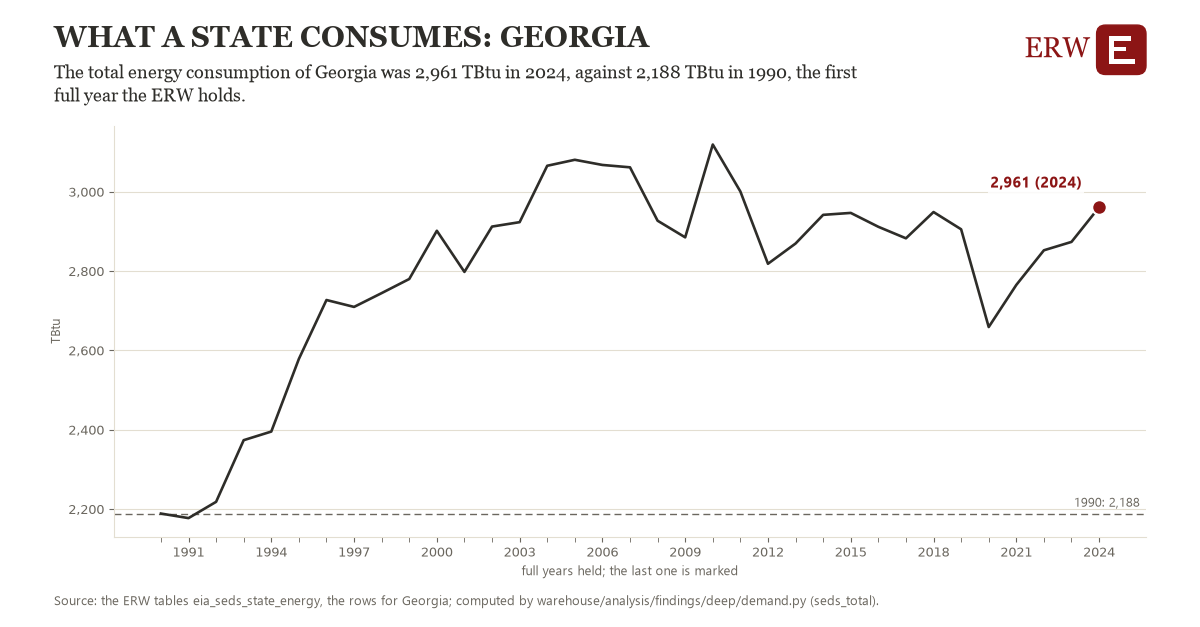 WHAT A STATE CONSUMES: GEORGIA
The total energy consumption of Georgia was 2,961 TBtu in 2024, against 2,188 TBtu in 1990, the first
full year the ERW holds.
ERW E
3,000
2,800
2,600
2,400
2,200
TBtu
2,961 (2024)
1990: 2,188
1991 1994 1997 2000 2003 2006 2009 2012 2015 2018 2021 2024
full years held; the last one is marked
Source: the ERW tables eia_seds_state_energy, the rows for Georgia; computed by warehouse/analysis/findings/deep/demand.py (seds_total).